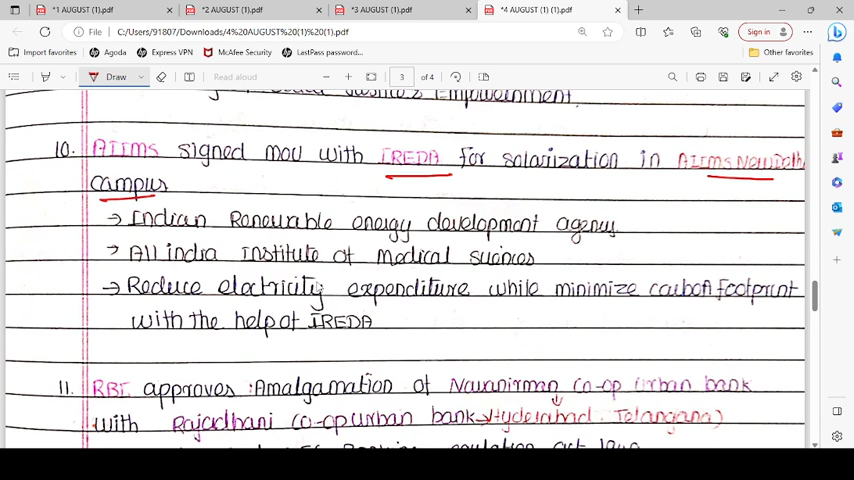 *1 AUGUST (1).pdf
*2 AUGUST (1).pdf
*3 AUGUST (1).pdf
*4 AUGUST (1) (1).pdf
File
C:/Users/91807/Downloads/4%20AUGUST%20(1)%20(1).pdf
Sign in
Import favorites
Agoda
Express VPN
McAfee Security
LastPass password...
Other favorites
Draw
Read aloud
3 of 4
Empowerment.
10. AIIMS signed MOU with IREDA for solarization in AIIMS New Delhi
campus
→ Indian Renewable energy development agency
→ All india institute of Medical sciences
→ Reduce electricity expenditure while minimize carbon footprint
with the help of IREDA
11. RBI approves :Amalgamation of Navanirman co-op urban bank
with Rajadhani co-op urban bank→(Hyderabad. Telangana)